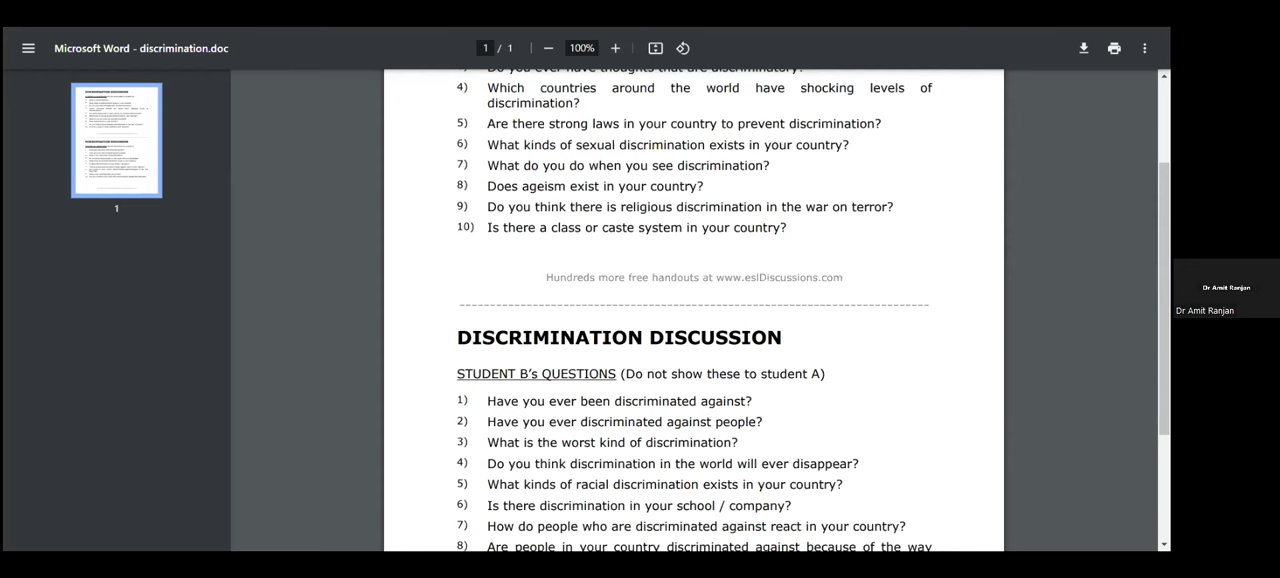 Microsoft Word - discrimination.doc
1 / 1
100%
Do you ever have thoughts that are discriminatory?
4) Which countries around the world have shocking levels of
discrimination?
5) Are there strong laws in your country to prevent discrimination?
6) What kinds of sexual discrimination exists in your country?
7) What do you do when you see discrimination?
8) Does ageism exist in your country?
9) Do you think there is religious discrimination in the war on terror?
10) Is there a class or caste system in your country?
Hundreds more free handouts at www.eslDiscussions.com
DISCRIMINATION DISCUSSION
STUDENT B's QUESTIONS (Do not show these to student A)
1) Have you ever been discriminated against?
2) Have you ever discriminated against people?
3) What is the worst kind of discrimination?
4) Do you think discrimination in the world will ever disappear?
5) What kinds of racial discrimination exists in your country?
6) Is there discrimination in your school / company?
7) How do people who are discriminated against react in your country?
8) Are people in your country discriminated against because of the way
1
Dr Amit Ranjan
Dr Amit Ranjan